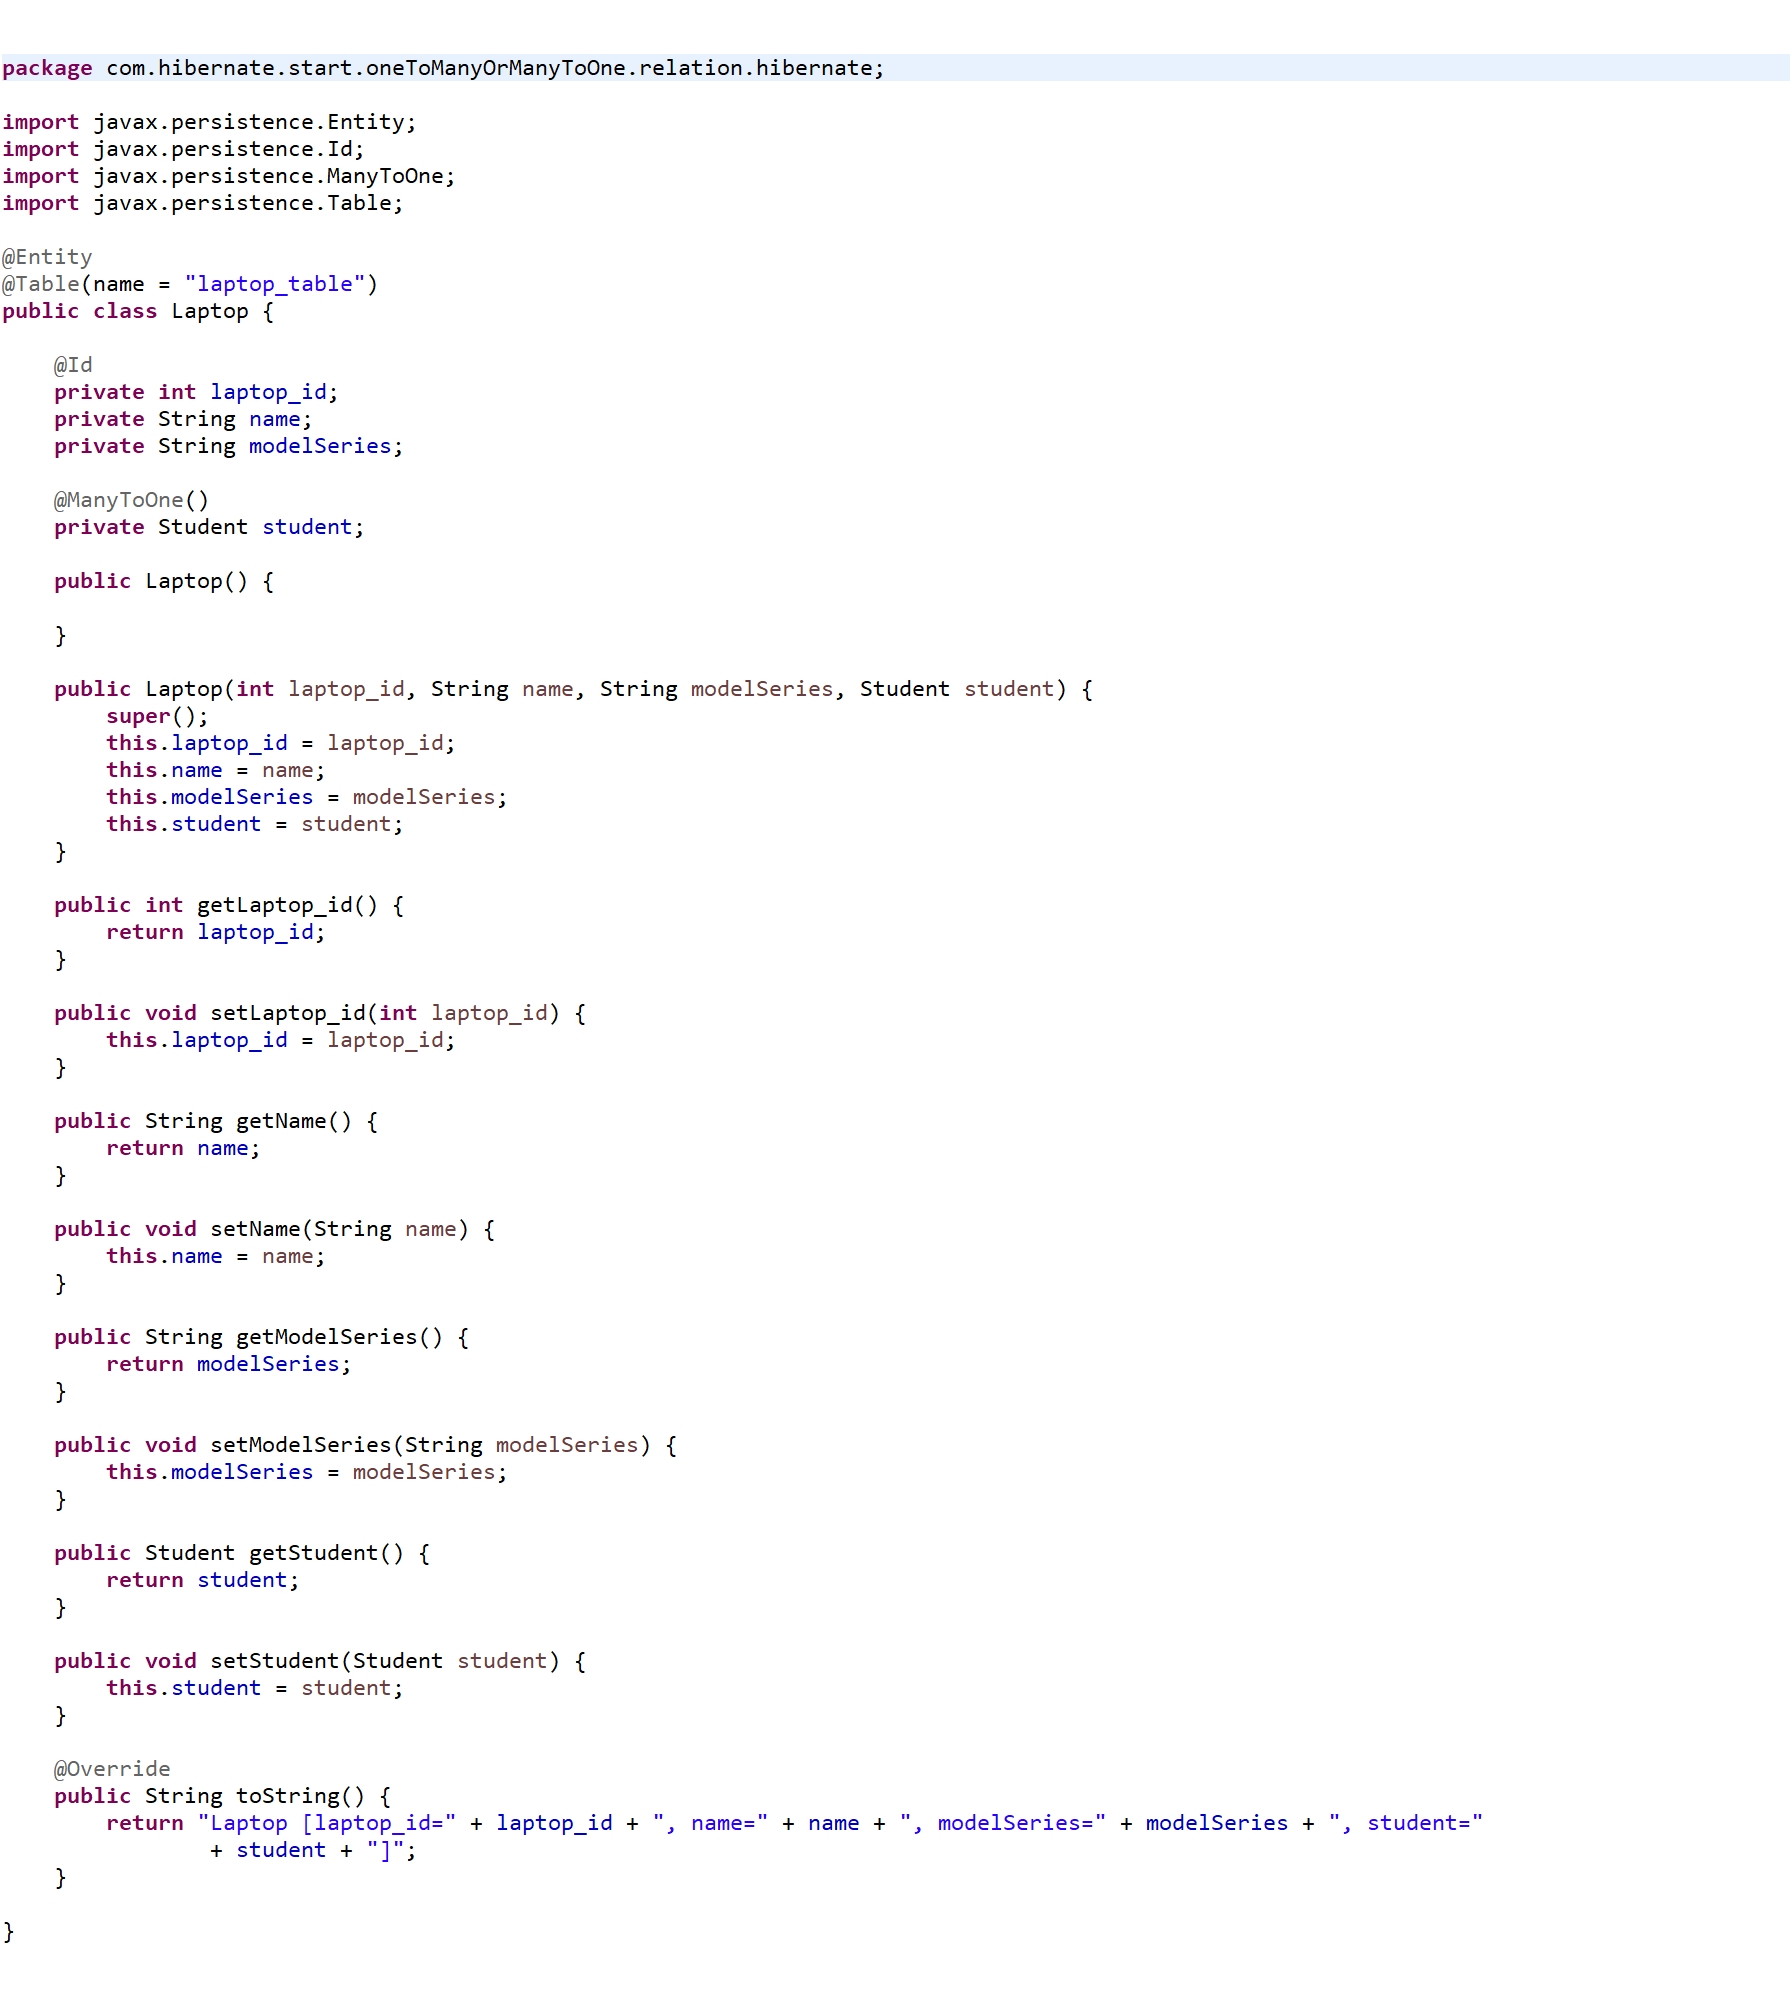 package com.hibernate.start.oneToManyOrManyToOne.relation.hibernate;
import javax.persistence.Entity;
import javax.persistence.Id;
import javax.persistence.ManyToOne;
import javax.persistence.Table;
@Entity
@Table(name = "laptop_table")
public class Laptop {
@Id
private int laptop_id;
private String name;
private String modelSeries;
@ManyToOne()
private Student student;
public Laptop() {
}
public Laptop(int laptop_id, String name, String modelSeries, Student student) {
super();
this.laptop_id = laptop_id;
this.name = name;
this.modelSeries = modelSeries;
this.student = student;
}
public int getLaptop_id() {
return laptop_id;
}
public void setLaptop_id(int laptop_id) {
this.laptop_id = laptop_id;
}
public String getName() {
return name;
}
public void setName(String name) {
this.name = name;
}
public String getModelSeries() {
return modelSeries;
}
public void setModelSeries(String modelSeries) {
this.modelSeries = modelSeries;
}
public Student getStudent() {
return student;
}
public void setStudent(Student student) {
this.student = student;
}
@Override
public String toString() {
return "Laptop [laptop_id=" + laptop_id + ", name=" + name + ", modelSeries=" + modelSeries + ", student="
+ student + "]";
}
}